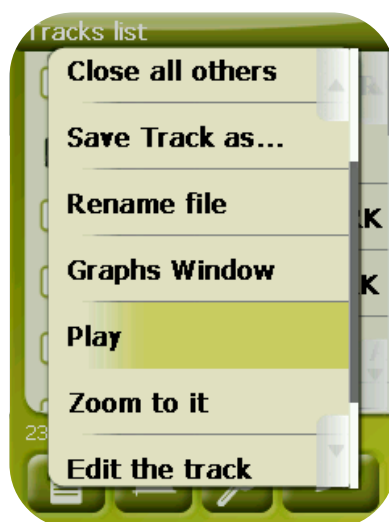 Tracks list
Close all others
Save Track as...
Rename file
RK
Graphs Window
K
Play
Zoom to it
23
Edit the track